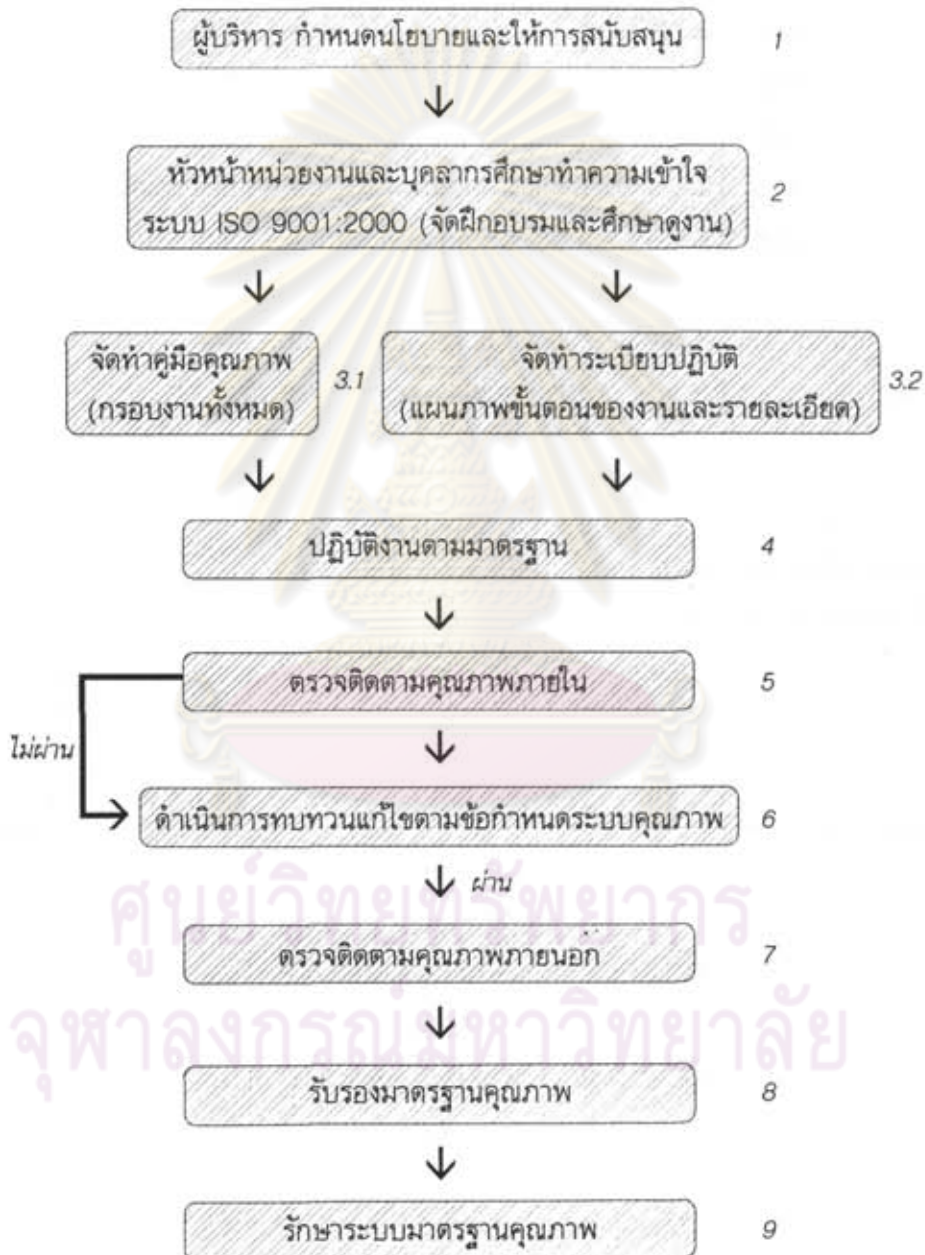 ผู้บริหาร กำหนดนโยบายและให้การสนับสนุน 1
หัวหน้าหน่วยงานและบุคลากรศึกษาทำความเข้าใจ
ระบบ ISO 9001:2000 (จัดฝึกอบรมและศึกษาดูงาน) 2
จัดทำคู่มือคุณภาพ
(กรอบงานทั้งหมด) 3.1
จัดทำระเบียบปฏิบัติ
(แผนภาพขั้นตอนของงานและรายละเอียด) 3.2
ปฏิบัติงานตามมาตรฐาน 4
ตรวจติดตามคุณภาพภายใน 5
ไม่ผ่าน
ดำเนินการทบทวนแก้ไขตามข้อกำหนดระบบคุณภาพ 6
ผ่าน
ศูนย์วิทยทรัพยากร
ตรวจติดตามคุณภาพภายนอก 7
จุฬาลงกรณ์มหาวิทยาลัย
รับรองมาตรฐานคุณภาพ 8
รักษาระบบมาตรฐานคุณภาพ 9